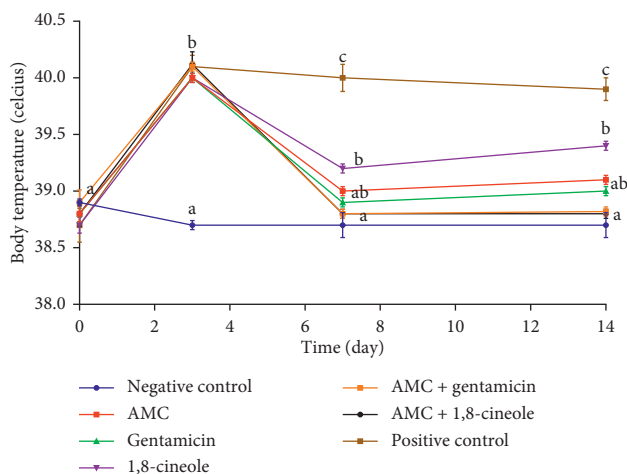 40.5
40.0
39.5
39.0
38.5
38.0
Body temperature (celcius)
a
b
a
c
b
ab
a
c
b
ab
a
0 2 4 6 8 10 12 14
Time (day)
Negative control
AMC
Gentamicin
1,8-cineole
AMC + gentamicin
AMC + 1,8-cineole
Positive control